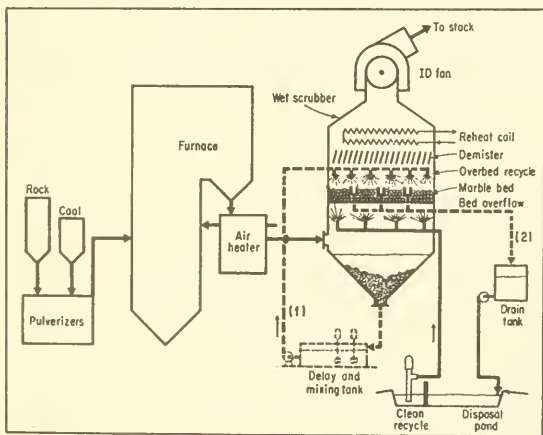 To stack
ID fan
Wet scrubber
Reheat coil
Demister
Overbed recycle
Marble bed
Bed overflow
Furnace
Rock
Coal
Air
heater
Pulverizers
(1)
(2)
Drain
tank
Delay and
mixing tank
Clean
recycle
Disposal
pond